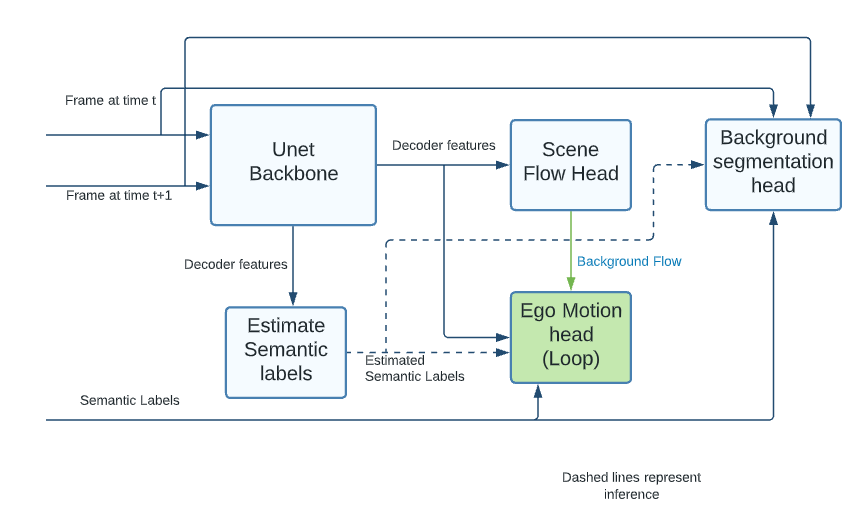 Frame at time t
Frame at time t+1
Unet
Backbone
Decoder features
Scene
Flow Head
Background
segmentation
head
Decoder features
Background Flow
Estimate
Semantic
labels
Ego Motion
head
(Loop)
Estimated
Semantic Labels
Semantic Labels
Dashed lines represent
inference